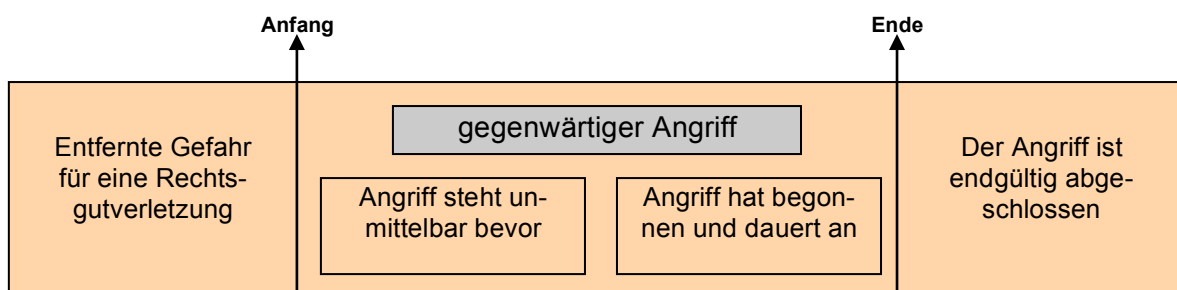 Anfang
Ende
Entfernte Gefahr
für eine Rechts-
gutverletzung
gegenwärtiger Angriff
Angriff steht un-
mittelbar bevor
Angriff hat begon-
nen und dauert an
Der Angriff ist
endgültig abge-
schlossen